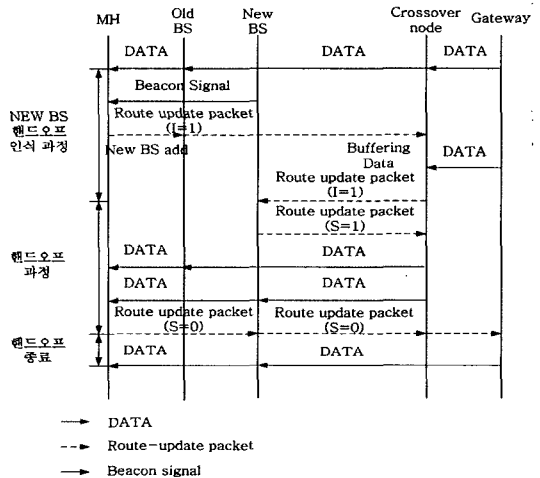 MH
Old
BS
New
BS
Crossover
node
Gateway
DATA
DATA
DATA
Beacon Signal
NEW BS
핸드오프
인식 과정
Route update packet
(I=1)
New BS add
Buffering
Data
DATA
Route update packet
(I=1)
Route update packet
(S=1)
핸드오프
과정
DATA
DATA
DATA
DATA
Route update packet
(S=0)
Route update packet
(S=0)
핸드오프
종료
DATA
DATA
DATA
Route-update packet
Beacon signal